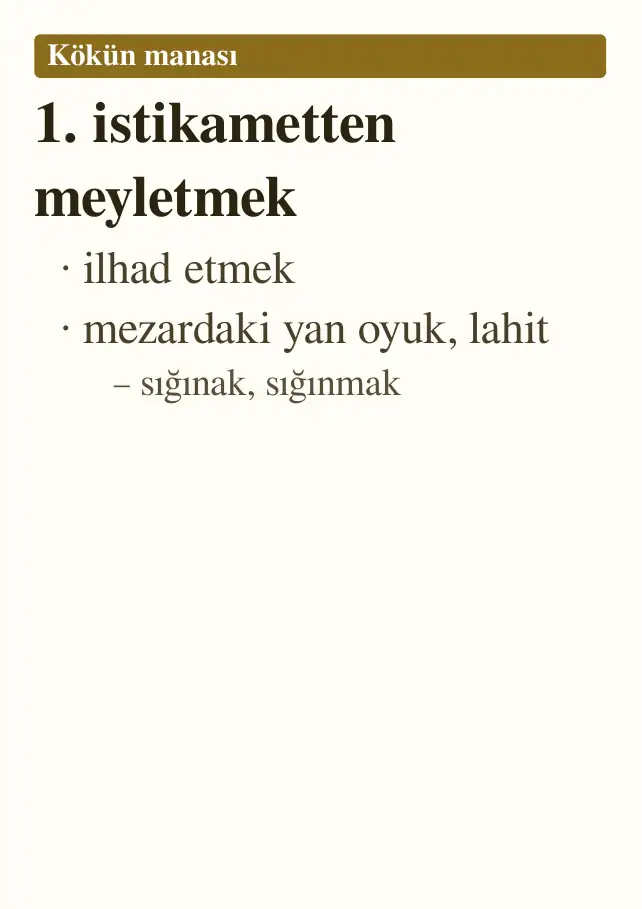 Kökün manası
1. istikametten
meyletmek
· ilhad etmek
· mezardaki yan oyuk, lahit
– sığınak, sığınmak